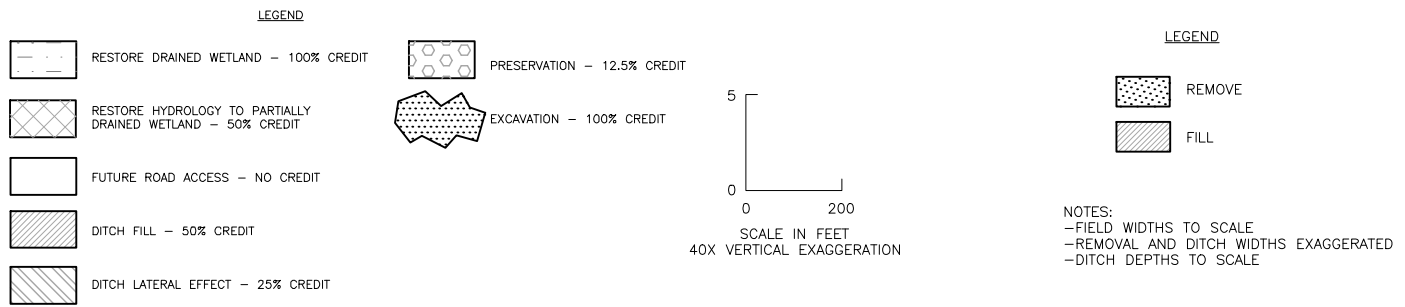 LEGEND
RESTORE DRAINED WETLAND – 100% CREDIT
RESTORE HYDROLOGY TO PARTIALLY
DRAINED WETLAND – 50% CREDIT
FUTURE ROAD ACCESS – NO CREDIT
DITCH FILL – 50% CREDIT
DITCH LATERAL EFFECT – 25% CREDIT
PRESERVATION – 12.5% CREDIT
EXCAVATION – 100% CREDIT
5
0
0 200
SCALE IN FEET
40X VERTICAL EXAGGERATION
LEGEND
REMOVE
FILL
NOTES:
–FIELD WIDTHS TO SCALE
–REMOVAL AND DITCH WIDTHS EXAGGERATED
–DITCH DEPTHS TO SCALE